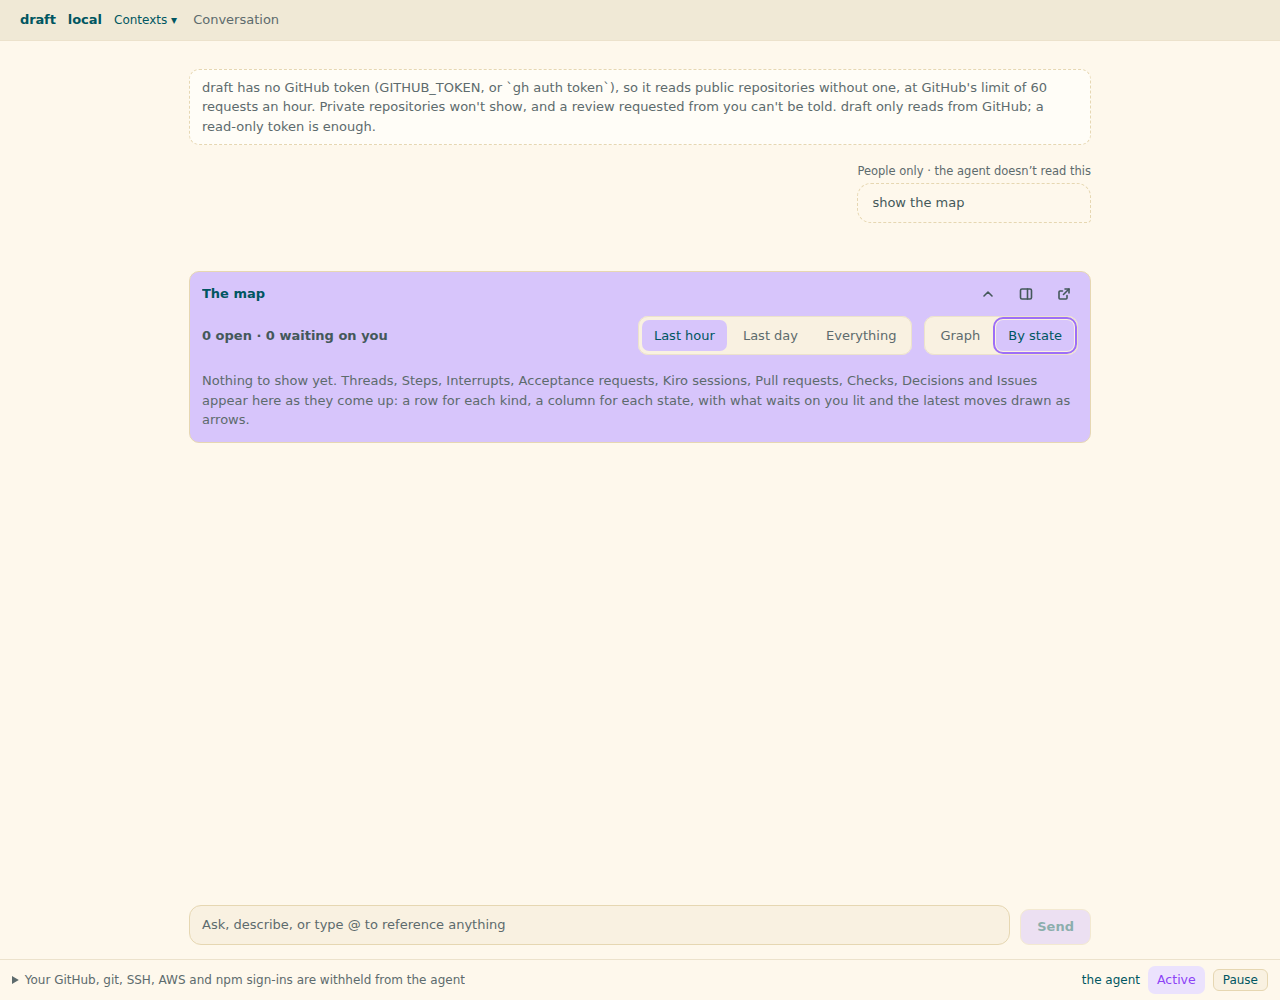 draft local Contexts ▾ Conversation
draft has no GitHub token (GITHUB_TOKEN, or `gh auth token`), so it reads public repositories without one, at GitHub's limit of 60
requests an hour. Private repositories won't show, and a review requested from you can't be told. draft only reads from GitHub; a
read-only token is enough.
People only · the agent doesn’t read this
show the map
The map
0 open · 0 waiting on you
Last hour Last day Everything Graph By state
Nothing to show yet. Threads, Steps, Interrupts, Acceptance requests, Kiro sessions, Pull requests, Checks, Decisions and Issues
appear here as they come up: a row for each kind, a column for each state, with what waits on you lit and the latest moves drawn as
arrows.
Ask, describe, or type @ to reference anything
Send
Your GitHub, git, SSH, AWS and npm sign-ins are withheld from the agent
the agent Active Pause